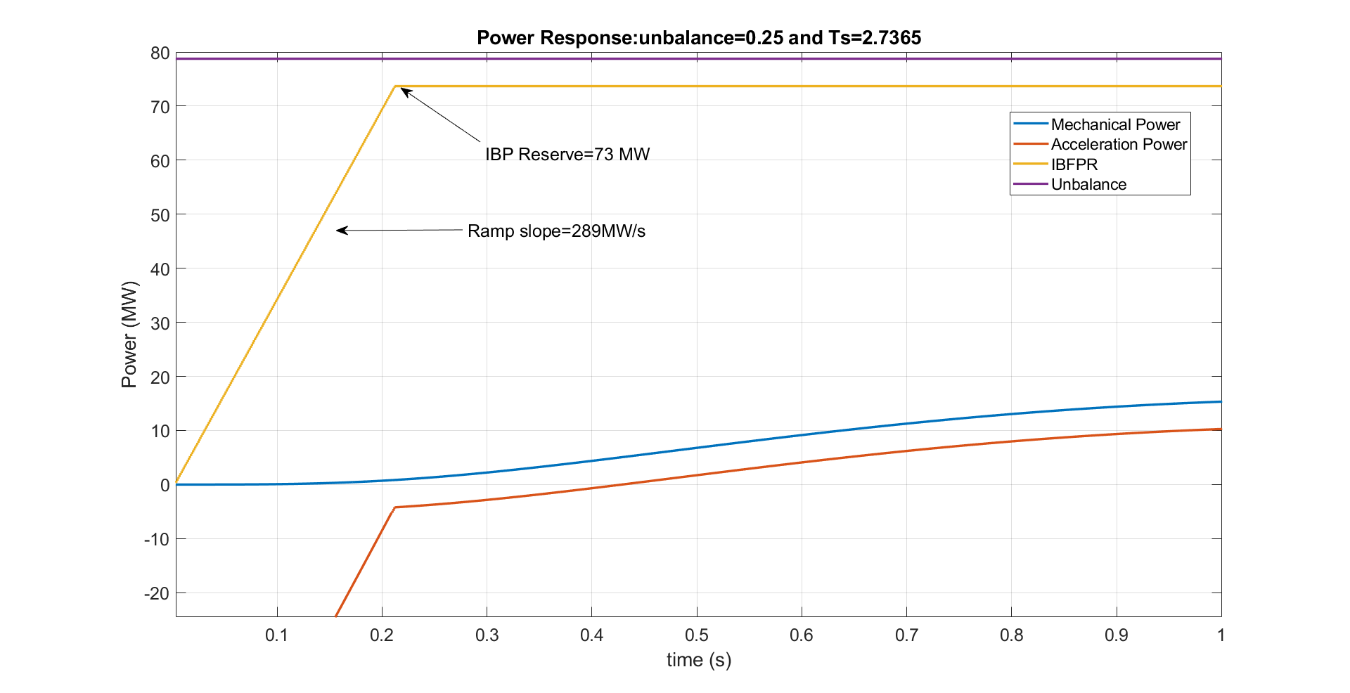 Power Response:unbalance=0.25 and Ts=2.7365
80
70
60
50
40
30
20
10
0
-10
-20
Power (MW)
IBP Reserve=73 MW
Ramp slope=289MW/s
Mechanical Power
Acceleration Power
IBFPR
Unbalance
0.1 0.2 0.3 0.4 0.5 0.6 0.7 0.8 0.9 1
time (s)